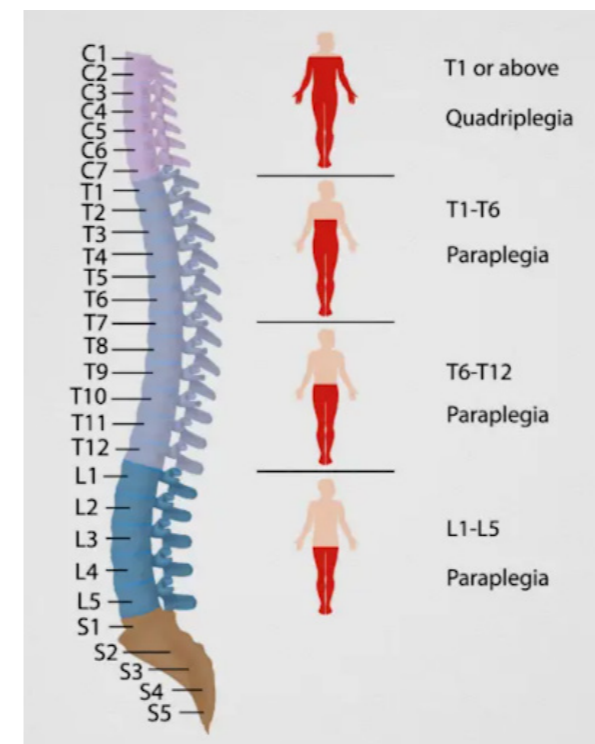 C1
C2
C3
C4
C5
C6
C7
T1
T2
T3
T4
T5
T6
T7
T8
T9
T10
T11
T12
L1
L2
L3
L4
L5
S1
S2
S3
S4
S5
T1 or above
Quadriplegia
T1-T6
Paraplegia
T6-T12
Paraplegia
L1-L5
Paraplegia